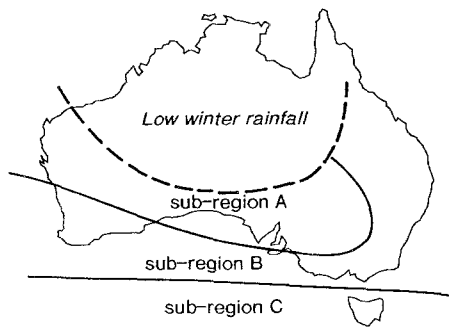 Low winter rainfall
sub-region A
sub-region B
sub-region C